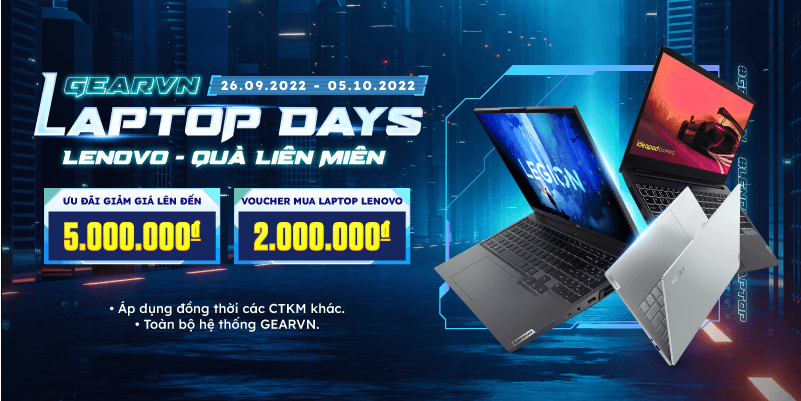 GEARVN
26.09.2022 - 05.10.2022
LAPTOP DAYS
LENOVO - QUÀ LIÊN MIÊN
ƯU ĐÃI GIẢM GIÁ LÊN ĐẾN
5.000.000đ
VOUCHER MUA LAPTOP LENOVO
2.000.000đ
• Áp dụng đồng thời các CTKM khác.
• Toàn bộ hệ thống GEARVN.
LEGION
Lenovo
ideapad GAMING
YOGA